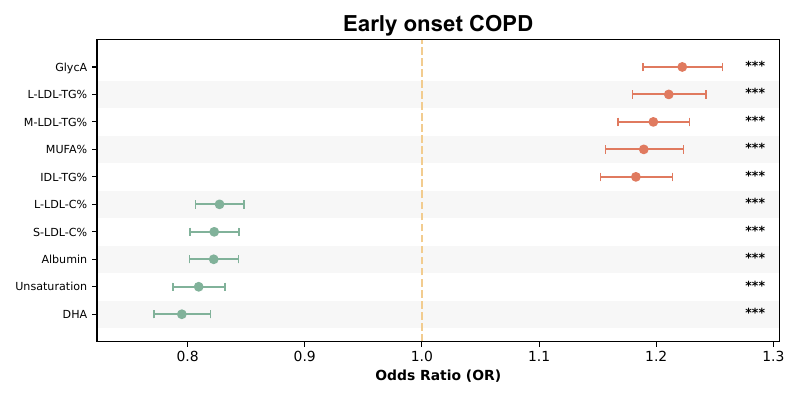 Early onset COPD
GlycA ***
L-LDL-TG% ***
M-LDL-TG% ***
MUFA% ***
IDL-TG% ***
L-LDL-C% ***
S-LDL-C% ***
Albumin ***
Unsaturation ***
DHA ***
0.8 0.9 1.0 1.1 1.2 1.3
Odds Ratio (OR)